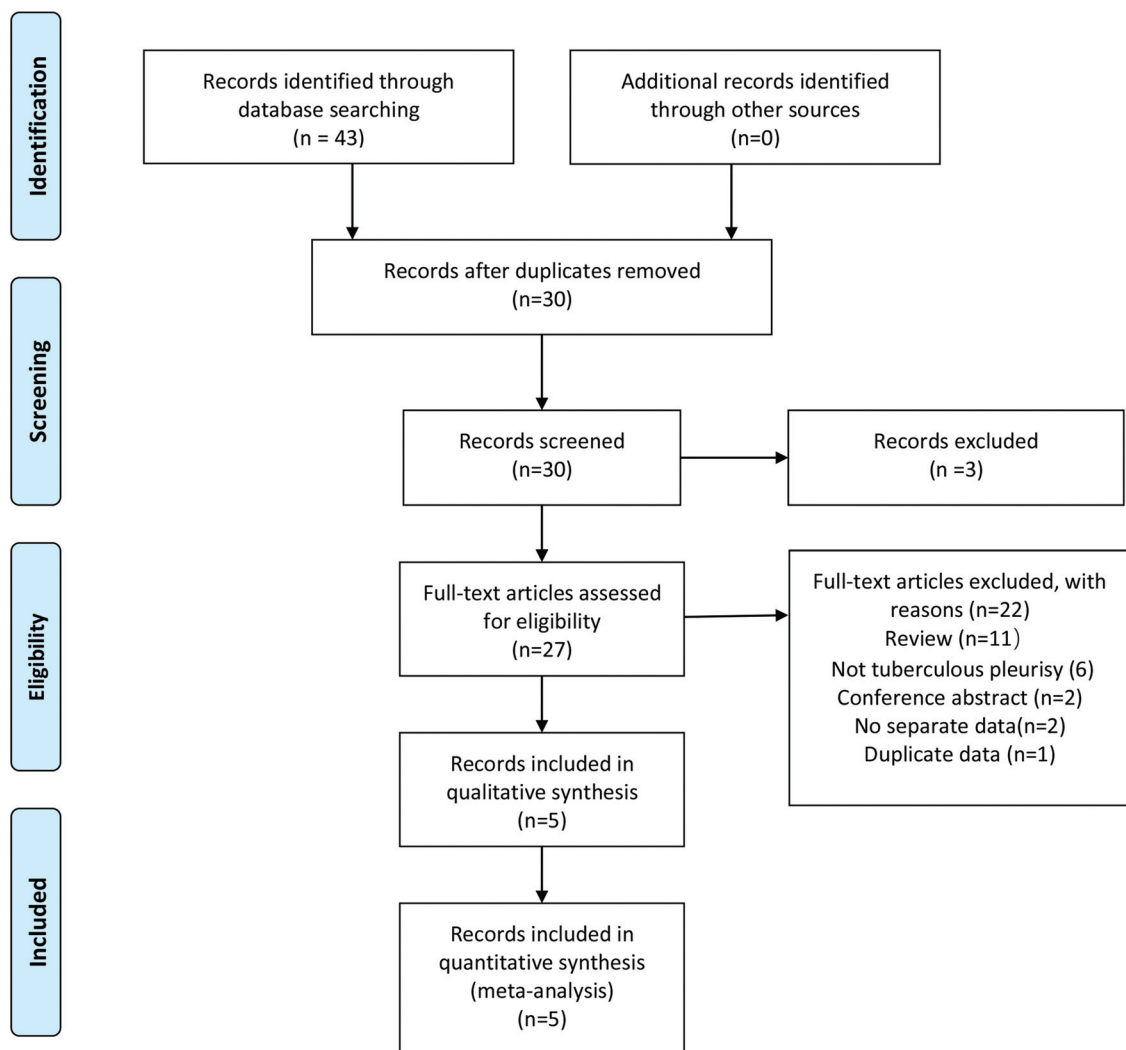 Identification
Records identified through
database searching
(n = 43)
Additional records identified
through other sources
(n=0)
Records after duplicates removed
(n=30)
Screening
Records screened
(n=30)
Records excluded
(n =3)
Eligibility
Full-text articles assessed
for eligibility
(n=27)
Full-text articles excluded, with
reasons (n=22)
Review (n=11）
Not tuberculous pleurisy (6)
Conference abstract (n=2)
No separate data(n=2)
Duplicate data (n=1)
Records included in
qualitative synthesis
(n=5)
Included
Records included in
quantitative synthesis
(meta-analysis)
(n=5)